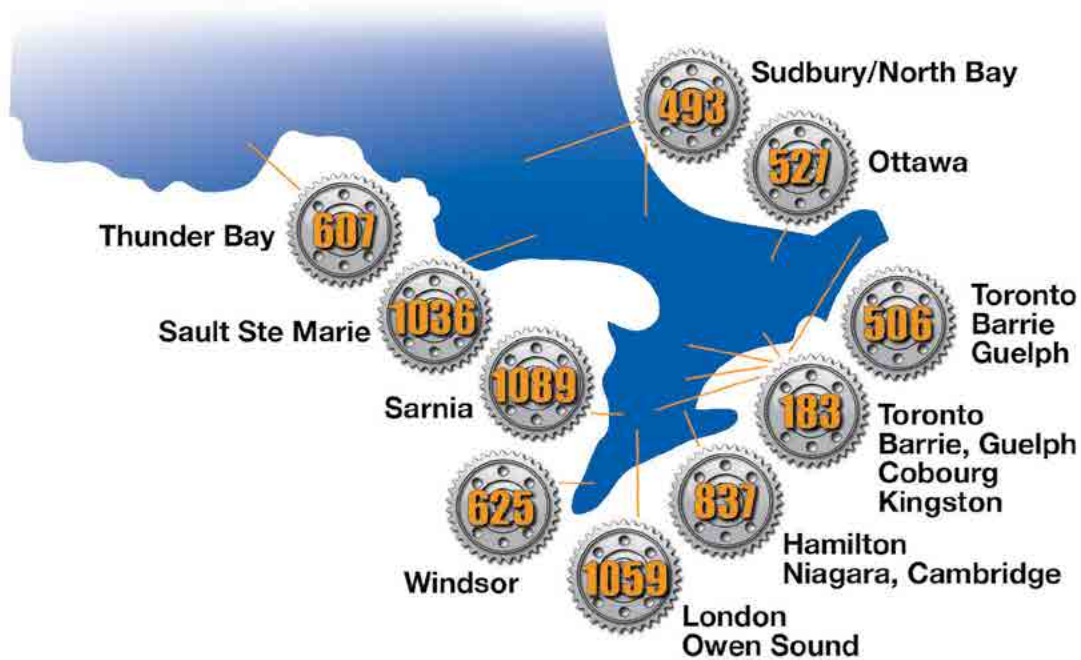 493
Sudbury/North Bay
527
Ottawa
607
Thunder Bay
1036
Sault Ste Marie
506
Toronto
Barrie
Guelph
1089
Sarnia
183
Toronto
Barrie, Guelph
Cobourg
Kingston
625
Windsor
837
Hamilton
Niagara, Cambridge
1059
London
Owen Sound